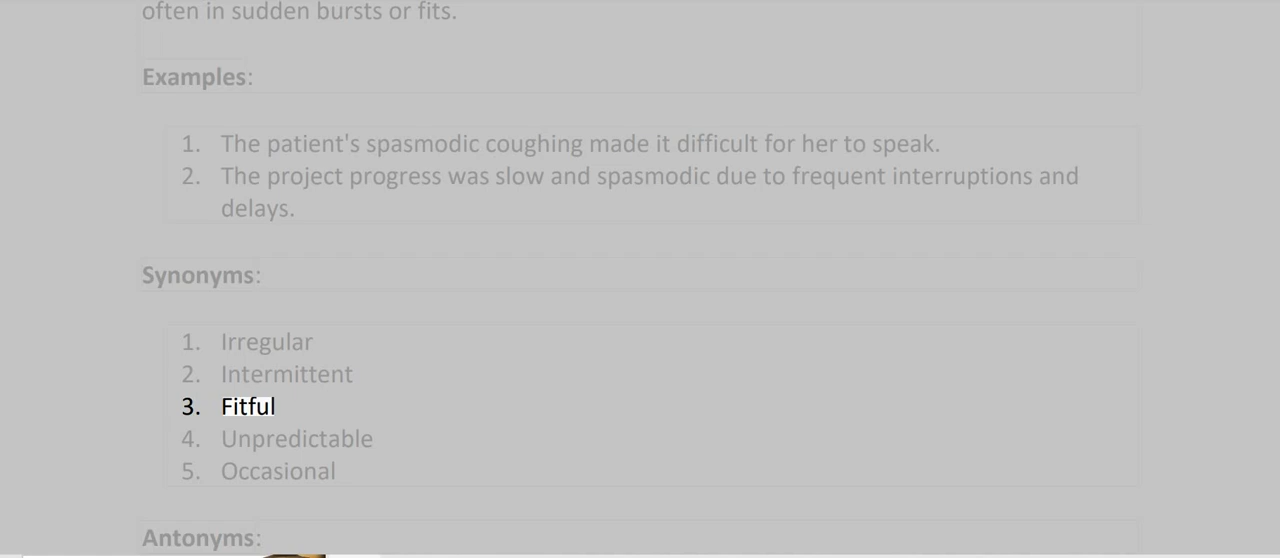 often in sudden bursts or fits.
Examples:
1. The patient's spasmodic coughing made it difficult for her to speak.
2. The project progress was slow and spasmodic due to frequent interruptions and
delays.
Synonyms:
1. Irregular
2. Intermittent
3. Fitful
4. Unpredictable
5. Occasional
Antonyms: